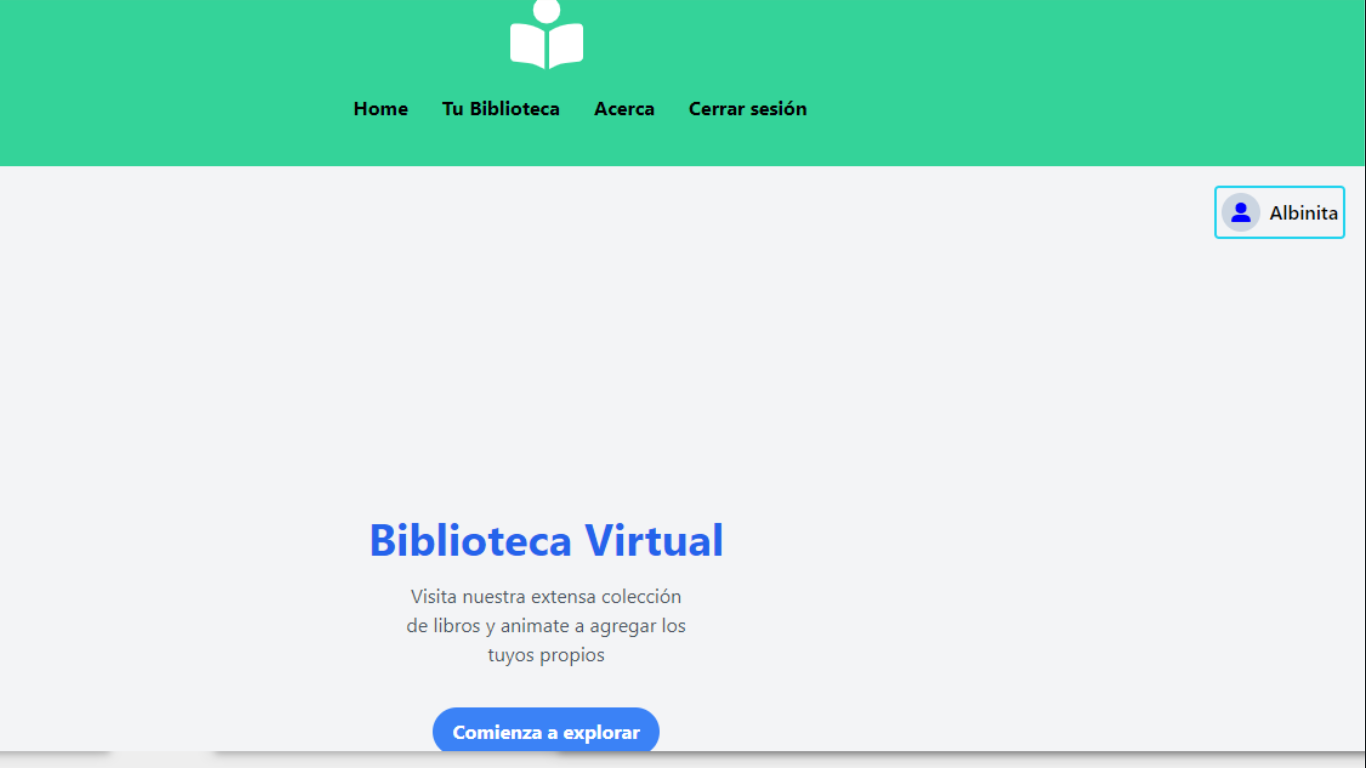 Home Tu Biblioteca Acerca Cerrar sesión
Albinita
Biblioteca Virtual
Visita nuestra extensa colección
de libros y animate a agregar los
tuyos propios
Comienza a explorar